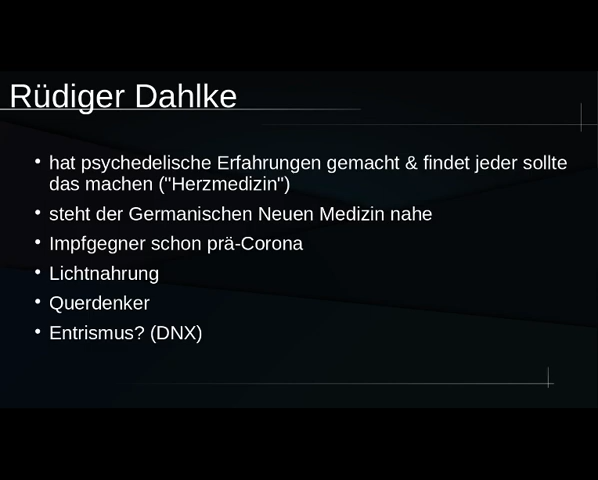 Rüdiger Dahlke
• hat psychedelische Erfahrungen gemacht & findet jeder sollte
das machen ("Herzmedizin")
• steht der Germanischen Neuen Medizin nahe
• Impfgegner schon prä-Corona
• Lichtnahrung
• Querdenker
• Entrismus? (DNX)